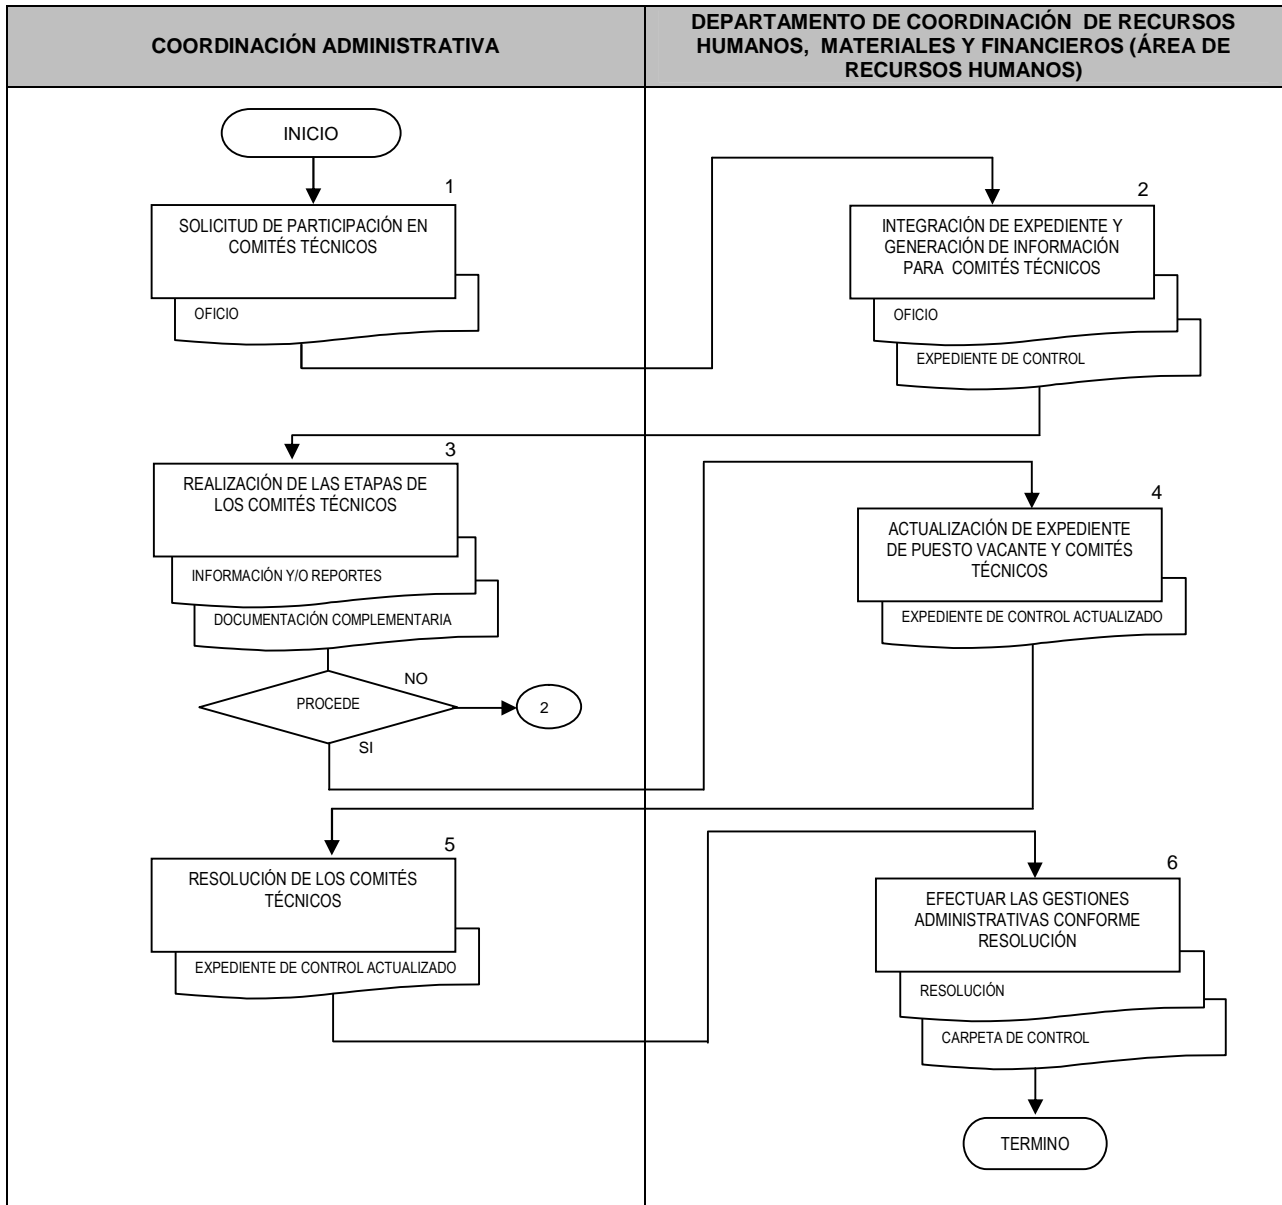 COORDINACIÓN ADMINISTRATIVA
DEPARTAMENTO DE COORDINACIÓN DE RECURSOS
HUMANOS, MATERIALES Y FINANCIEROS (ÁREA DE
RECURSOS HUMANOS)
INICIO
1
SOLICITUD DE PARTICIPACIÓN EN
COMITÉS TÉCNICOS
OFICIO
2
INTEGRACIÓN DE EXPEDIENTE Y
GENERACIÓN DE INFORMACIÓN
PARA COMITÉS TÉCNICOS
OFICIO
EXPEDIENTE DE CONTROL
3
REALIZACIÓN DE LAS ETAPAS DE
LOS COMITÉS TÉCNICOS
INFORMACIÓN Y/O REPORTES
DOCUMENTACIÓN COMPLEMENTARIA
PROCEDE
NO
2
SI
4
ACTUALIZACIÓN DE EXPEDIENTE
DE PUESTO VACANTE Y COMITÉS
TÉCNICOS
EXPEDIENTE DE CONTROL ACTUALIZADO
5
RESOLUCIÓN DE LOS COMITÉS
TÉCNICOS
EXPEDIENTE DE CONTROL ACTUALIZADO
6
EFECTUAR LAS GESTIONES
ADMINISTRATIVAS CONFORME
RESOLUCIÓN
RESOLUCIÓN
CARPETA DE CONTROL
TERMINO